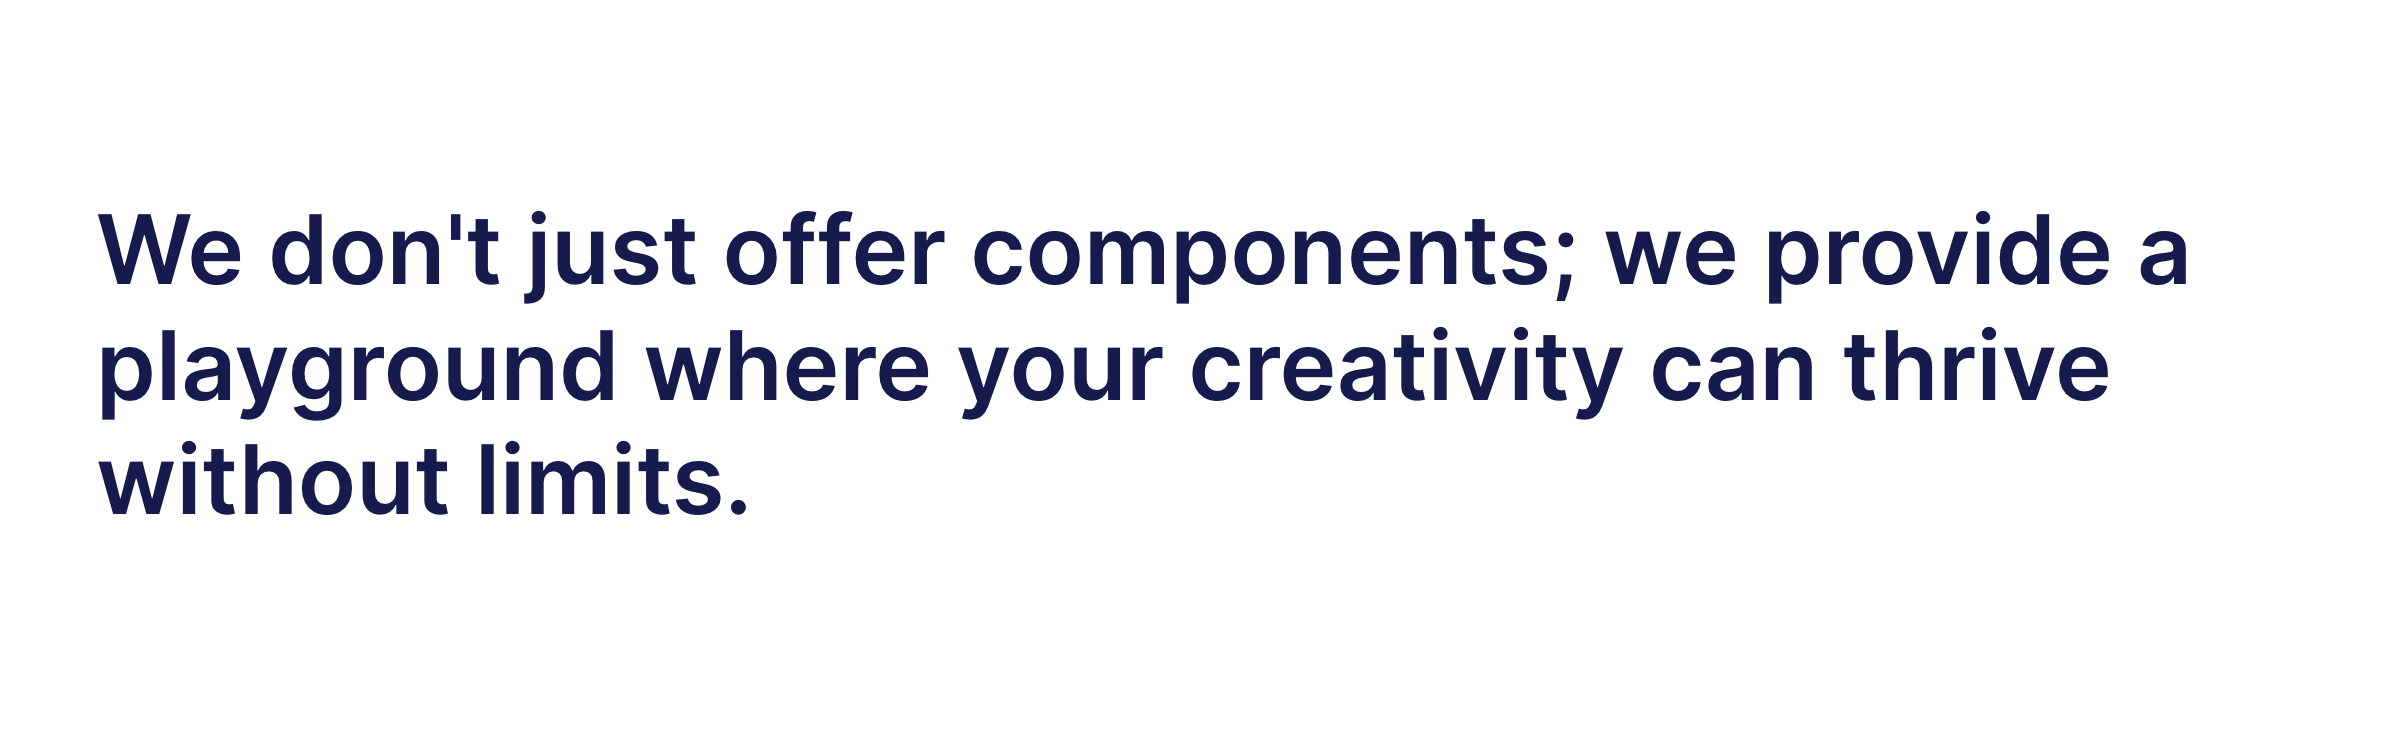 We don't just offer components; we provide a
playground where your creativity can thrive
without limits.